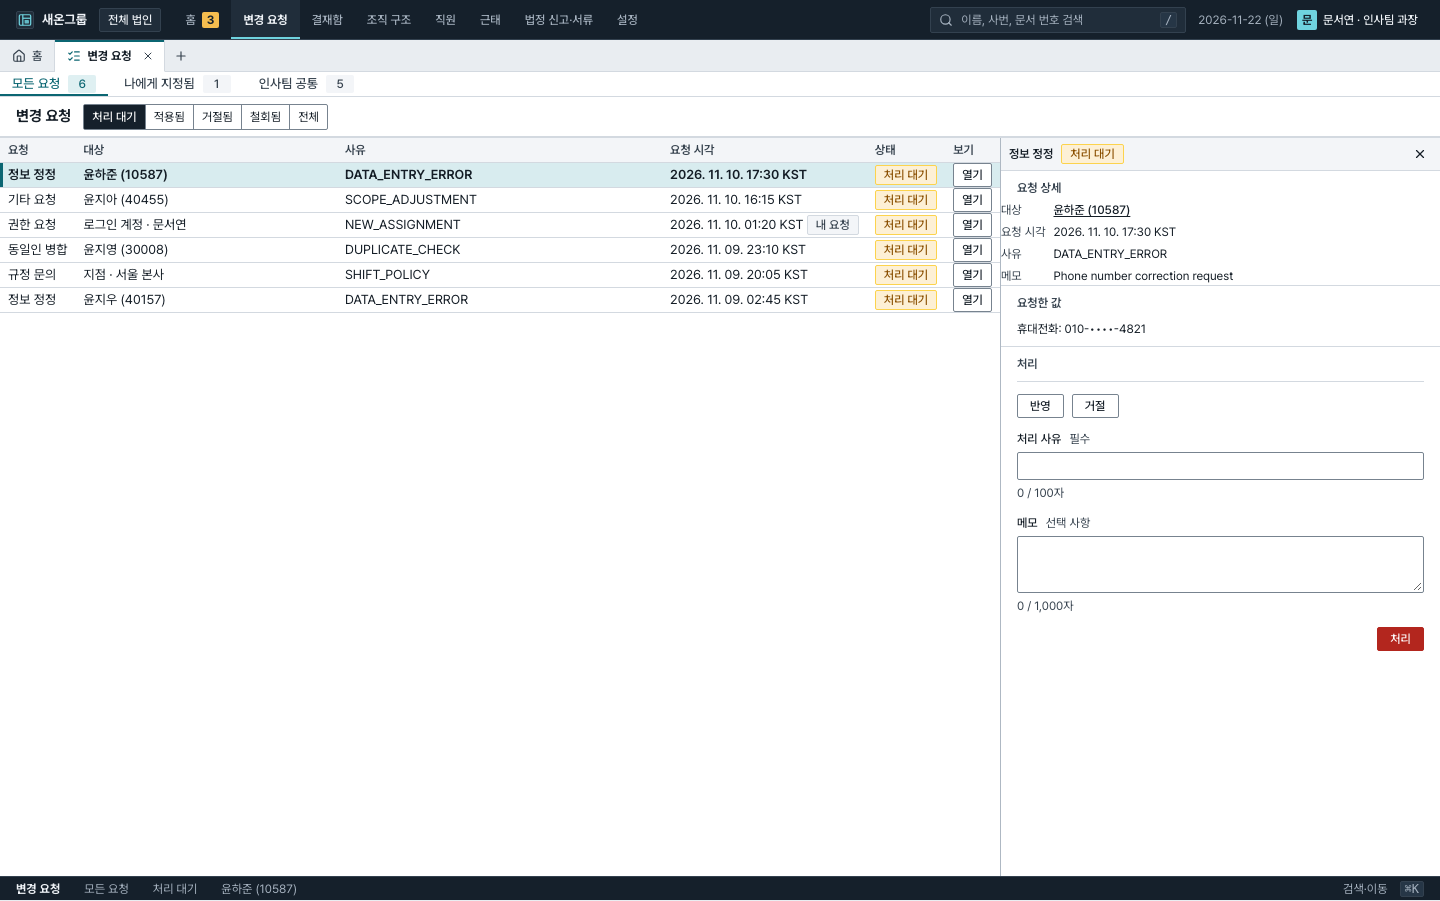 새온그룹 전체 법인 홈 3 변경 요청 결재함 조직 구조 직원 근태 법정 신고·서류 설정 이름, 사번, 문서 번호 검색 / 2026-11-22 (일) 문 문서연 · 인사팀 과장
홈 변경 요청 × +
모든 요청 6 나에게 지정됨 1 인사팀 공통 5
변경 요청 처리 대기 적용됨 거절됨 철회됨 전체
요청 대상 사유 요청 시각 상태 보기
정보 정정 윤하준 (10587) DATA_ENTRY_ERROR 2026. 11. 10. 17:30 KST 처리 대기 열기
기타 요청 윤지아 (40455) SCOPE_ADJUSTMENT 2026. 11. 10. 16:15 KST 처리 대기 열기
권한 요청 로그인 계정 · 문서연 NEW_ASSIGNMENT 2026. 11. 10. 01:20 KST 내 요청 처리 대기 열기
동일인 병합 윤지영 (30008) DUPLICATE_CHECK 2026. 11. 09. 23:10 KST 처리 대기 열기
규정 문의 지점 · 서울 본사 SHIFT_POLICY 2026. 11. 09. 20:05 KST 처리 대기 열기
정보 정정 윤지우 (40157) DATA_ENTRY_ERROR 2026. 11. 09. 02:45 KST 처리 대기 열기
정보 정정 처리 대기 ×
요청 상세
대상 윤하준 (10587)
요청 시각 2026. 11. 10. 17:30 KST
사유 DATA_ENTRY_ERROR
메모 Phone number correction request
요청한 값
휴대전화: 010-••••-4821
처리
반영 거절
처리 사유 필수
0 / 100자
메모 선택 사항
0 / 1,000자
처리
변경 요청 모든 요청 처리 대기 윤하준 (10587) 검색·이동 ⌘K